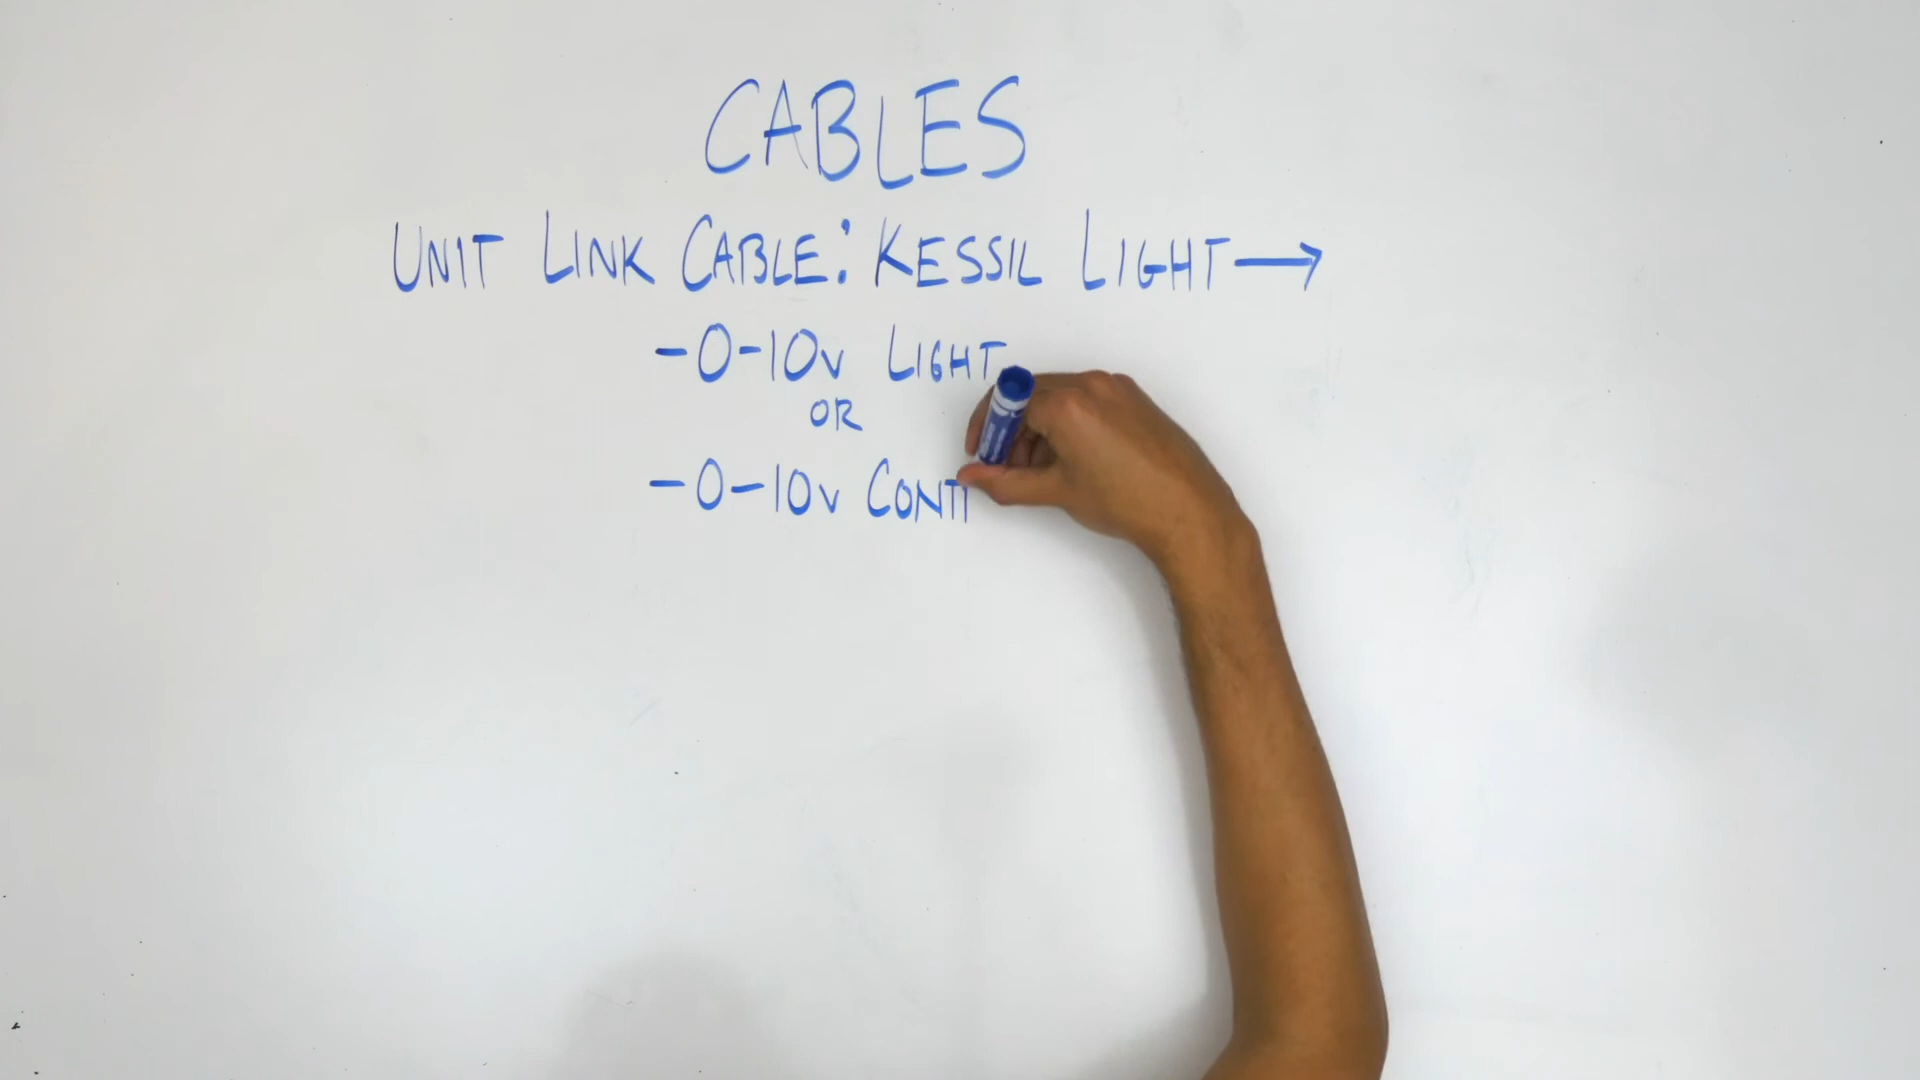 CABLES
UNIT LINK CABLE: KESSIL LIGHT→
-0-10v LIGHT
OR
-0-10v CONT